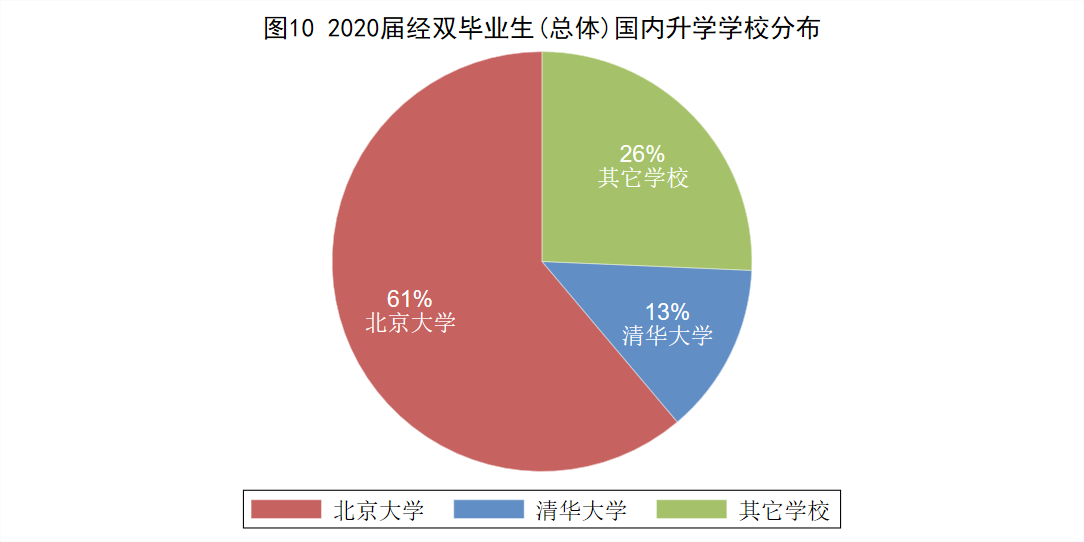 图10 2020届经双毕业生(总体)国内升学学校分布
26%
其它学校
61%
北京大学
13%
清华大学
北京大学 清华大学 其它学校